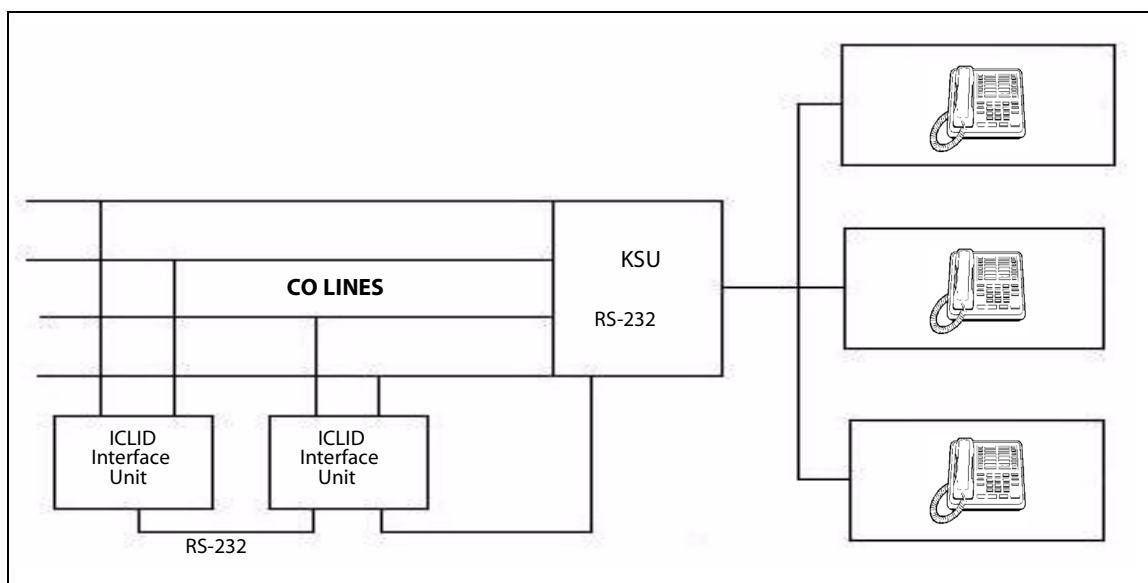 KSU
CO LINES
RS-232
ICLID
Interface
Unit
ICLID
Interface
Unit
RS-232